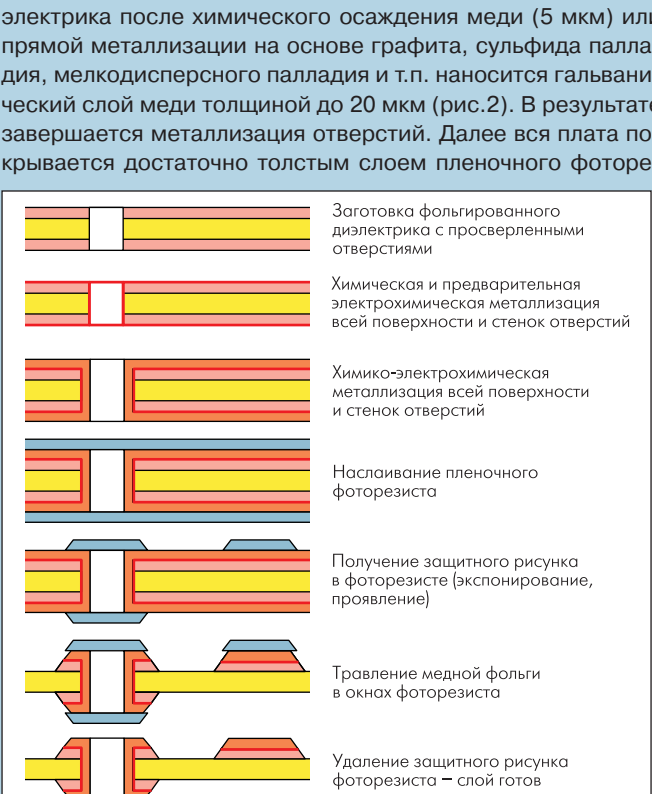 электрика после химического осаждения меди (5 мкм) или
прямой металлизации на основе графита, сульфида палла-
дия, мелкодисперсного палладия и т.п. наносится гальвани-
ческий слой меди толщиной до 20 мкм (рис.2). В результате
завершается металлизация отверстий. Далее вся плата по-
крывается достаточно толстым слоем пленочного фоторе-
Заготовка фольгированного
диэлектрика с просверленными
отверстиями
Химическая и предварительная
электрохимическая металлизация
всей поверхности и стенок отверстий
Химико-электрохимическая
металлизация всей поверхности
и стенок отверстий
Наслаивание пленочного
фоторезиста
Получение защитного рисунка
в фоторезисте (экспонирование,
проявление)
Травление медной фольги
в окнах фоторезиста
Удаление защитного рисунка
фоторезиста – слой готов